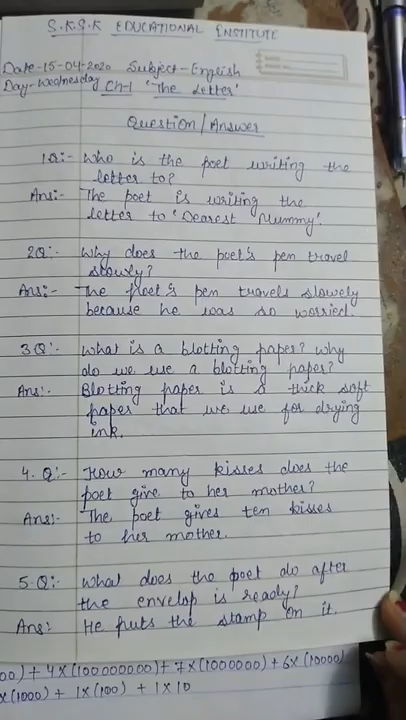 S.K.S.K EDUCATIONAL INSTITUTE
Date-15-04-2020 Subject-English
Day-Wednesday Ch-1 'The Letter'
Question/Answer
1Q:- Who is the poet writing the
letter to?
Ans:- The poet is writing the
letter to 'Dearest Mummy'.
2Q:- Why does the poet's pen travel
slowly?
Ans:- The poet's pen travels slowely
because he was so worried.
3Q:- What is a blotting paper? Why
do we use a blotting paper?
Ans:- Blotting paper is a thick soft
paper that we use for drying
ink.
4.Q:- How many kisses does the
poet give to her mother?
Ans:- The poet gives ten kisses
to her mother.
5.Q:- What does the poet do after
the envelop is ready?
Ans: He puts the stamp on it.
00) + 4×(100000000) + 7×(1000000) + 6×(10000)
×(1000) + 1×(100) + 1×10